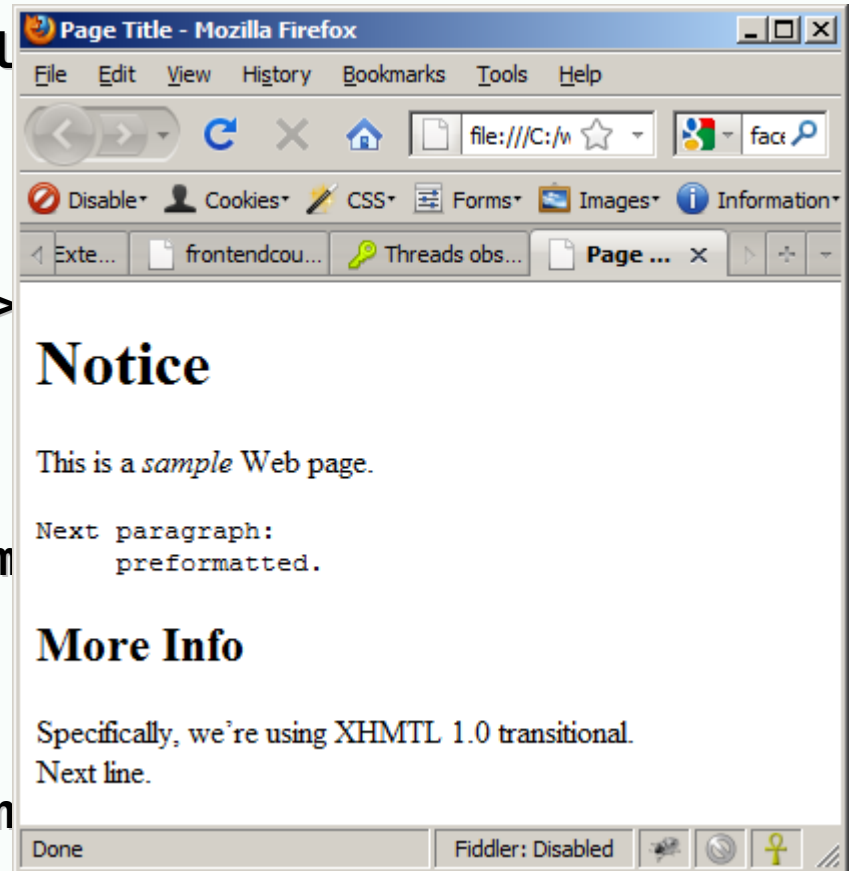 Page Title - Mozilla Firefox
File Edit View History Bookmarks Tools Help
file:///C:/w
face
Disable Cookies CSS Forms Images Information
Exte... frontendcou... Threads obs... Page ...
>
Notice
This is a sample Web page.
Next paragraph:
preformatted.
More Info
Specifically, we're using XHMTL 1.0 transitional.
Next line.
Done Fiddler: Disabled